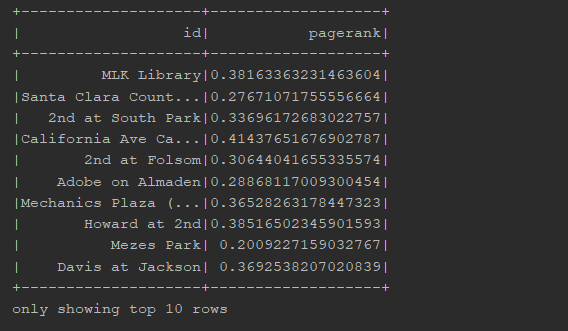 +--------------------+-------------------+
|                  id|           pagerank|
+--------------------+-------------------+
|         MLK Library|0.38163363231463604|
|Santa Clara Count...|0.27671071755556664|
|   2nd at South Park|0.33696172683022757|
|California Ave Ca...|0.41437651676902787|
|       2nd at Folsom|0.30644041655335574|
|    Adobe on Almaden|0.28868117009300454|
|Mechanics Plaza (...|0.36528263178447323|
|       Howard at 2nd|0.38516502345901593|
|          Mezes Park| 0.2009227159032767|
|    Davis at Jackson| 0.3692538207020839|
+--------------------+-------------------+
only showing top 10 rows